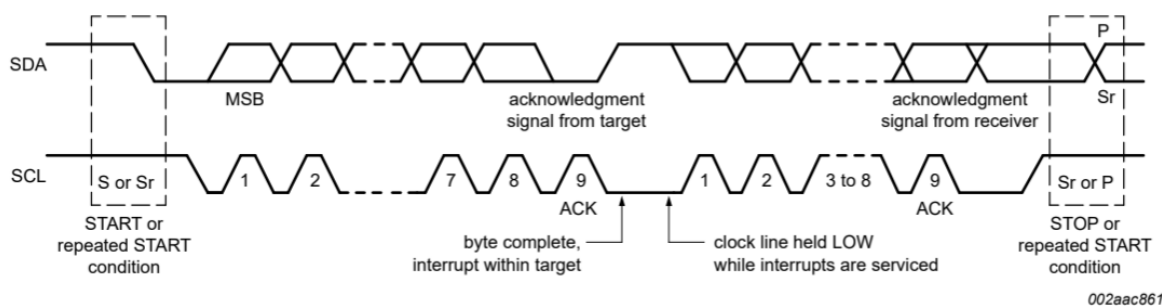 P
SDA
MSB
acknowledgment
signal from target
acknowledgment
signal from receiver
Sr
SCL
S or Sr
1
2
7
8
9
1
2
3 to 8
9
Sr or P
ACK
ACK
START or
repeated START
condition
byte complete,
interrupt within target
clock line held LOW
while interrupts are serviced
STOP or
repeated START
condition
002aac861